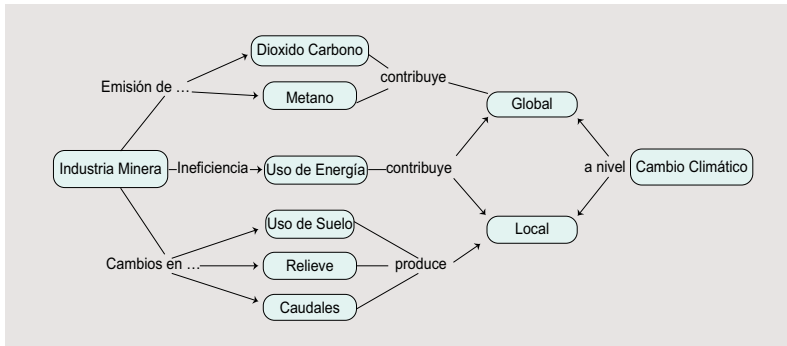 Dioxido Carbono
Emisión de ...
contribuye
Metano
Global
Industria Minera
Ineficiencia
Uso de Energía
contribuye
a nivel
Cambio Climático
Uso de Suelo
Local
Cambios en ...
Relieve
produce
Caudales